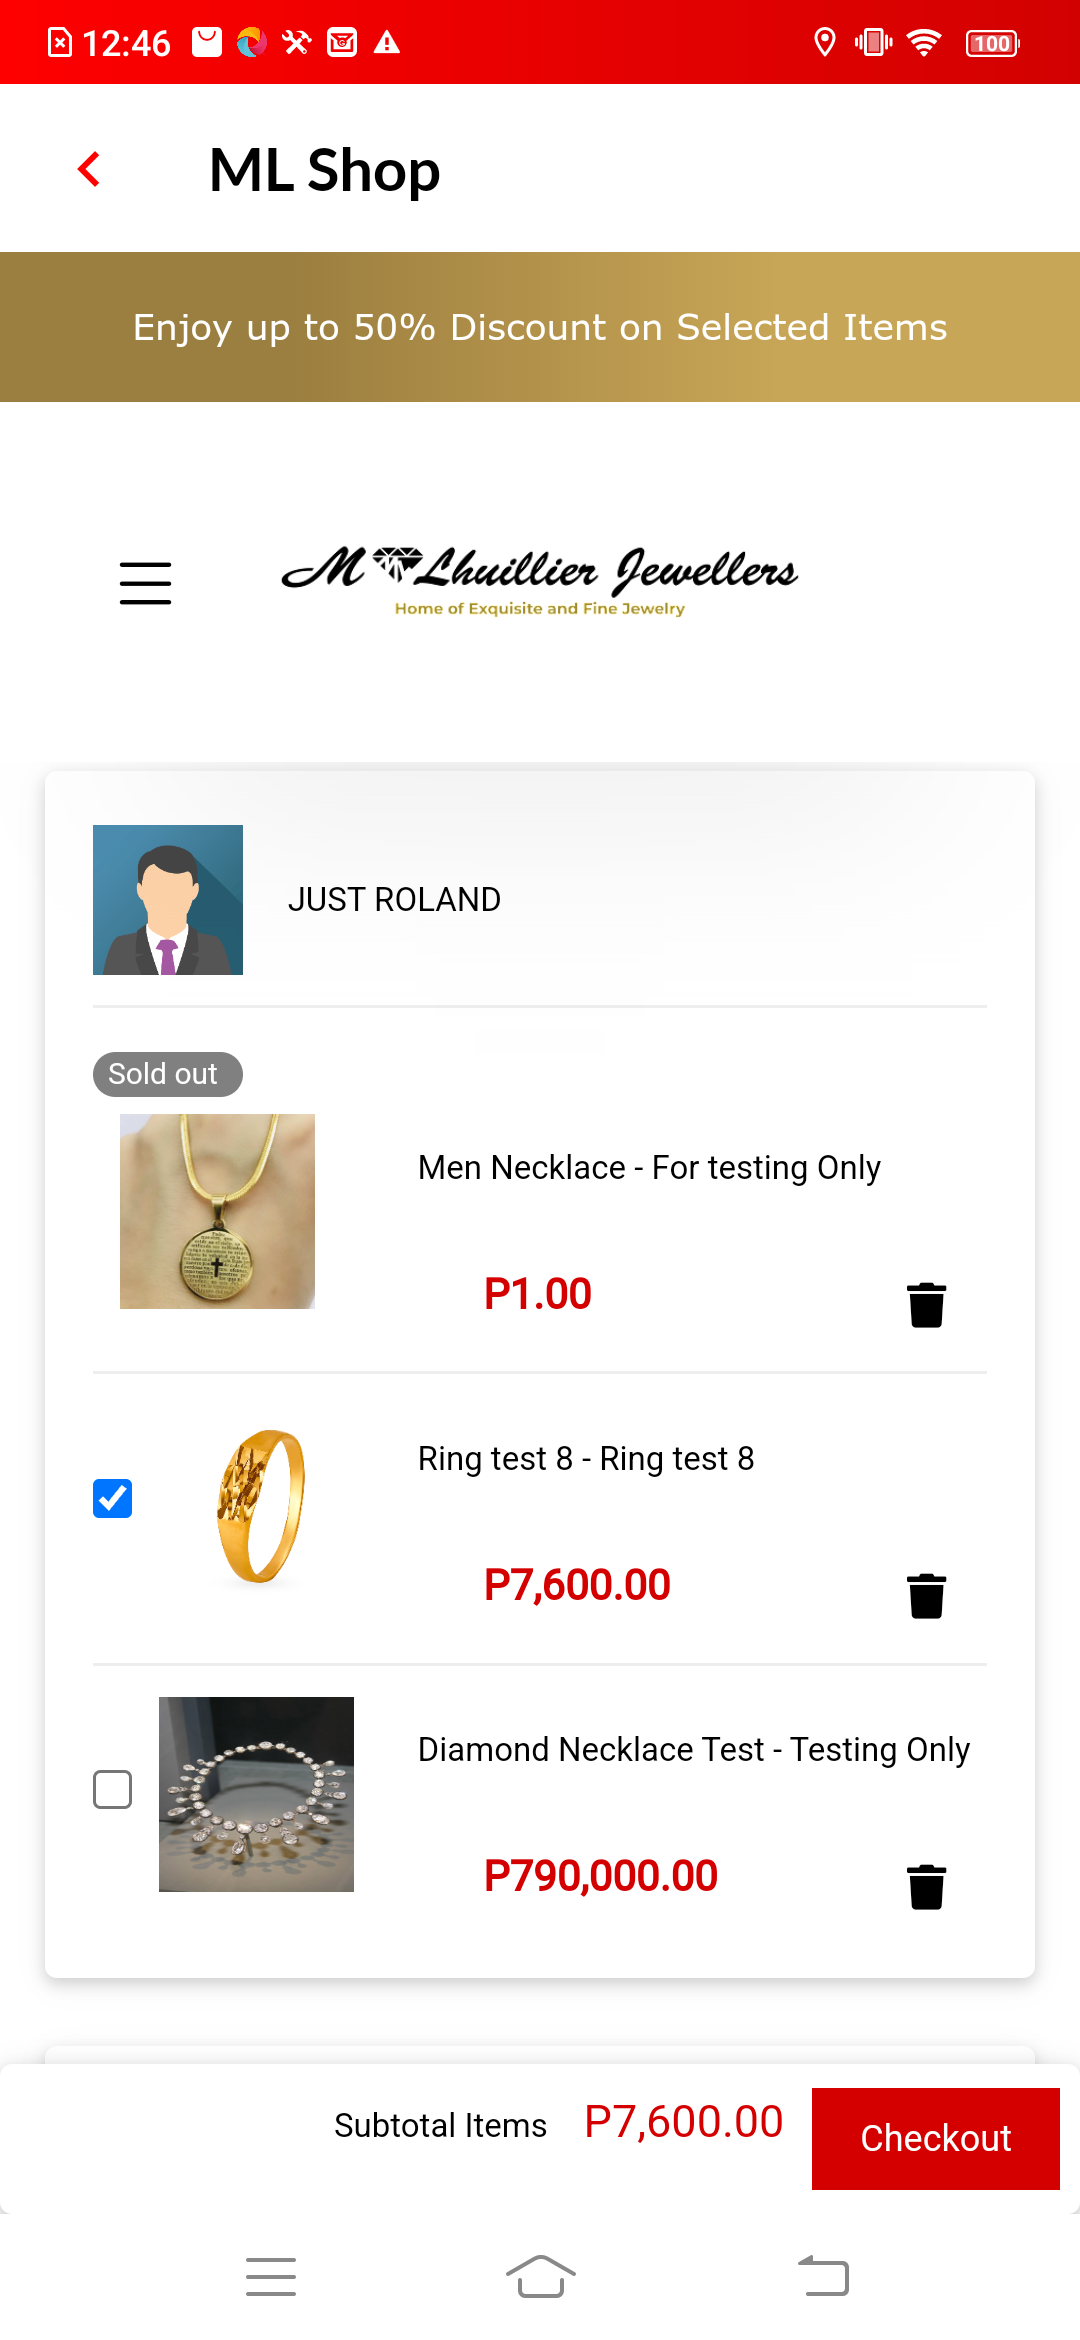 12:46
100
ML Shop
Enjoy up to 50% Discount on Selected Items
M Lhuillier Jewellers
Home of Exquisite and Fine Jewelry
JUST ROLAND
Sold out
Men Necklace - For testing Only
P1.00
Ring test 8 - Ring test 8
P7,600.00
Diamond Necklace Test - Testing Only
P790,000.00
Subtotal Items P7,600.00 Checkout